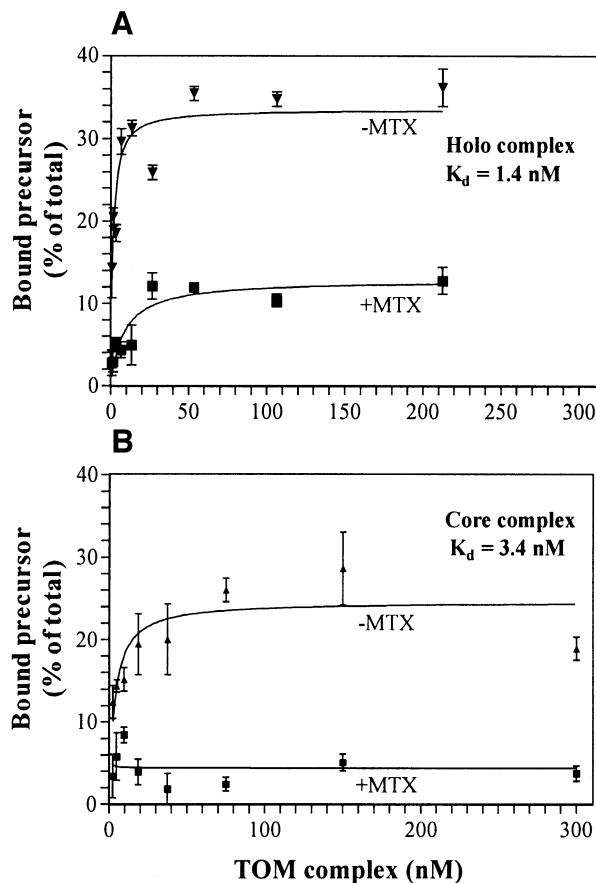 A
40
30
20
10
0
Bound precursor
(% of total)
-MTX
Holo complex
Kd = 1.4 nM
+MTX
0 50 100 150 200 250 300
B
40
30
20
10
0
Bound precursor
(% of total)
Core complex
Kd = 3.4 nM
-MTX
+MTX
0 100 200 300
TOM complex (nM)